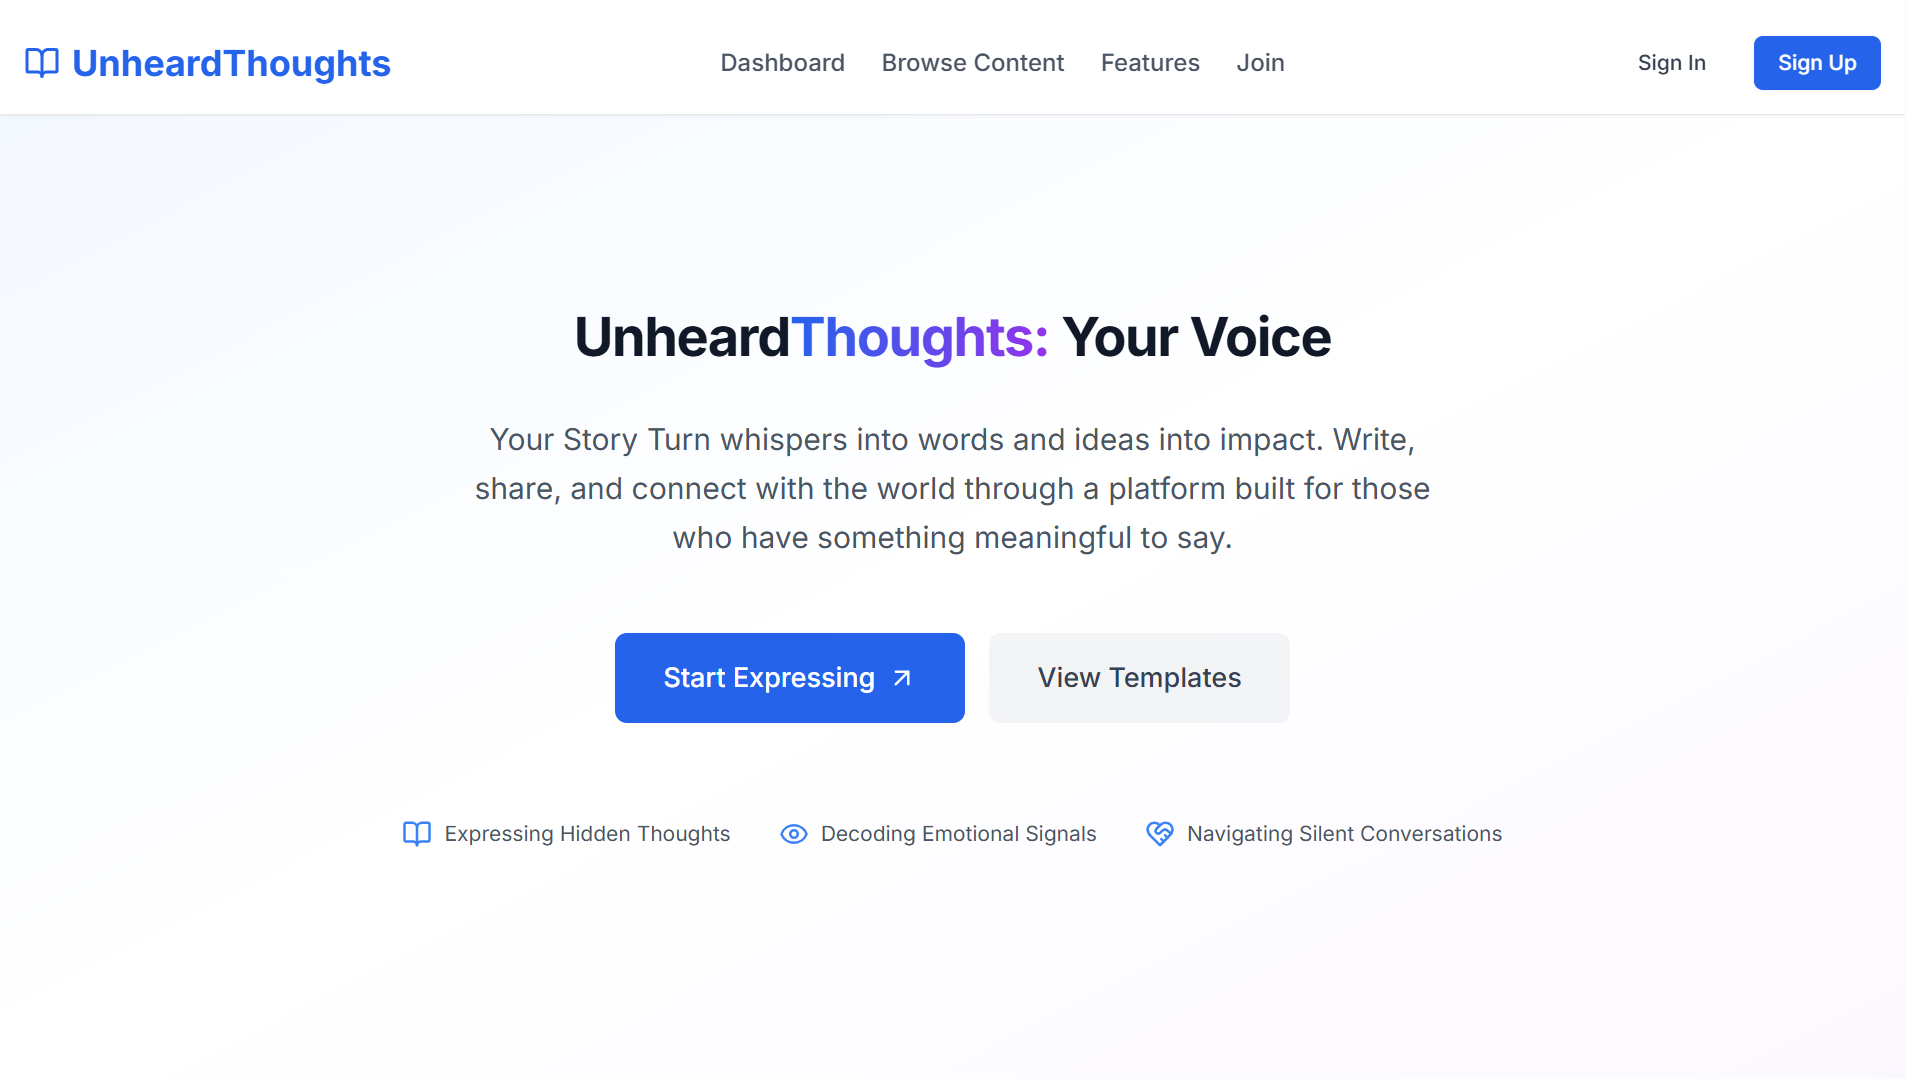 UnheardThoughts
Dashboard
Browse Content
Features
Join
Sign In
Sign Up
UnheardThoughts: Your Voice
Your Story Turn whispers into words and ideas into impact. Write,
share, and connect with the world through a platform built for those
who have something meaningful to say.
Start Expressing
View Templates
Expressing Hidden Thoughts
Decoding Emotional Signals
Navigating Silent Conversations